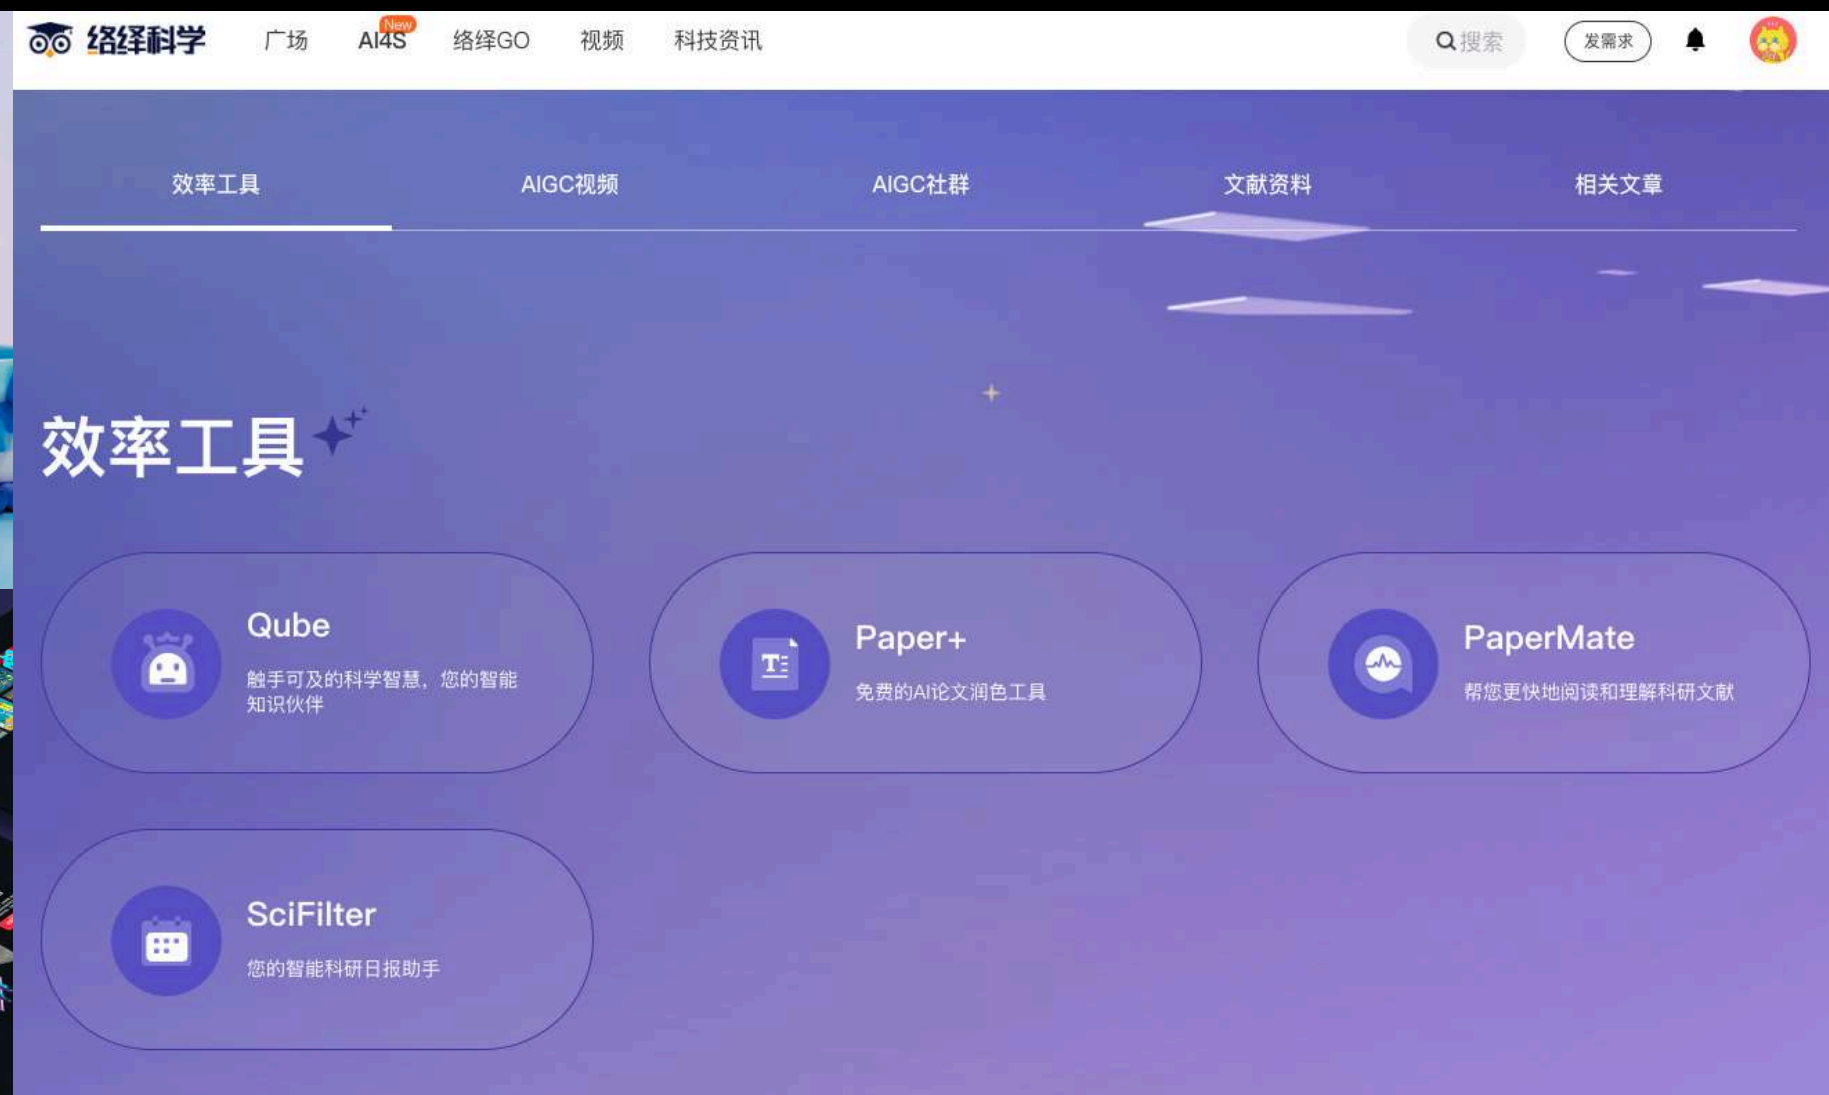 络绎科学
广场
AI4S
New
络绎GO
视频
科技资讯
搜索
发需求
效率工具
AIGC视频
AIGC社群
文献资料
相关文章
效率工具
Qube
触手可及的科学智慧，您的智能
知识伙伴
Paper+
免费的AI论文润色工具
PaperMate
帮您更快地阅读和理解科研文献
SciFilter
您的智能科研日报助手